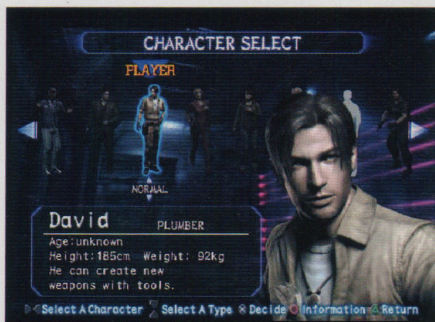 CHARACTER SELECT
PLAYER
NORMAL
David PLUMBER
Age:unknown
Height:185cm Weight: 92kg
He can create new
weapons with tools.
Select A Character Select A Type Decide Information Return